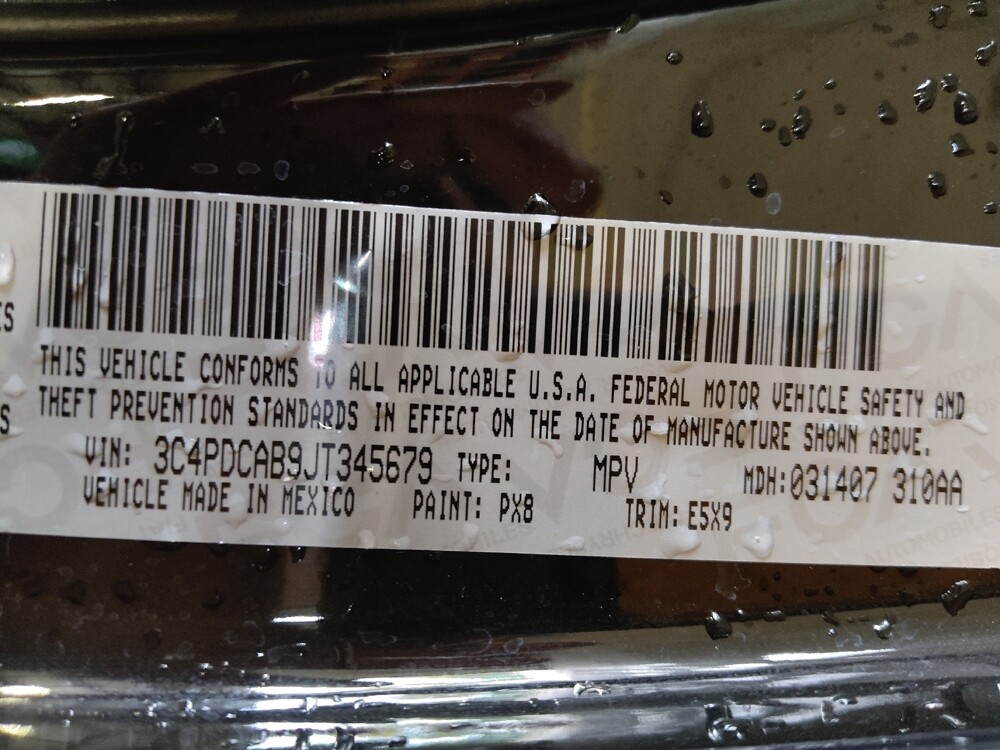 THIS VEHICLE CONFORMS TO ALL APPLICABLE U.S.A. FEDERAL MOTOR VEHICLE SAFETY AND
THEFT PREVENTION STANDARDS IN EFFECT ON THE DATE OF MANUFACTURE SHOWN ABOVE.
VIN: 3C4PDCAB9JT345679 TYPE: MPV MDH:031407 310AA
VEHICLE MADE IN MEXICO PAINT: PX8 TRIM: E5X9